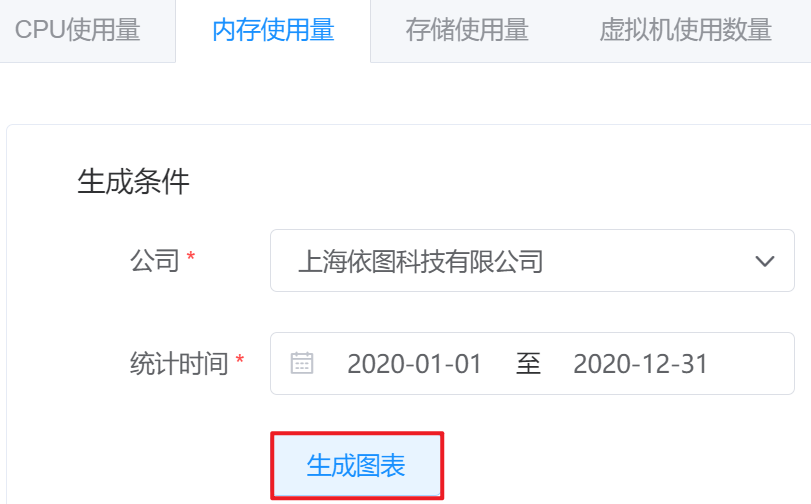 CPU使用量 内存使用量 存储使用量 虚拟机使用数量
生成条件
公司 * 上海依图科技有限公司
统计时间 * 2020-01-01 至 2020-12-31
生成图表